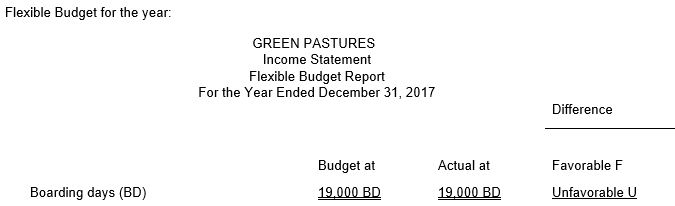 Flexible Budget for the year:
GREEN PASTURES
Income Statement
Flexible Budget Report
For the Year Ended December 31, 2017
Difference
Budget at Actual at Favorable F
Boarding days (BD) 19,000 BD 19,000 BD Unfavorable U